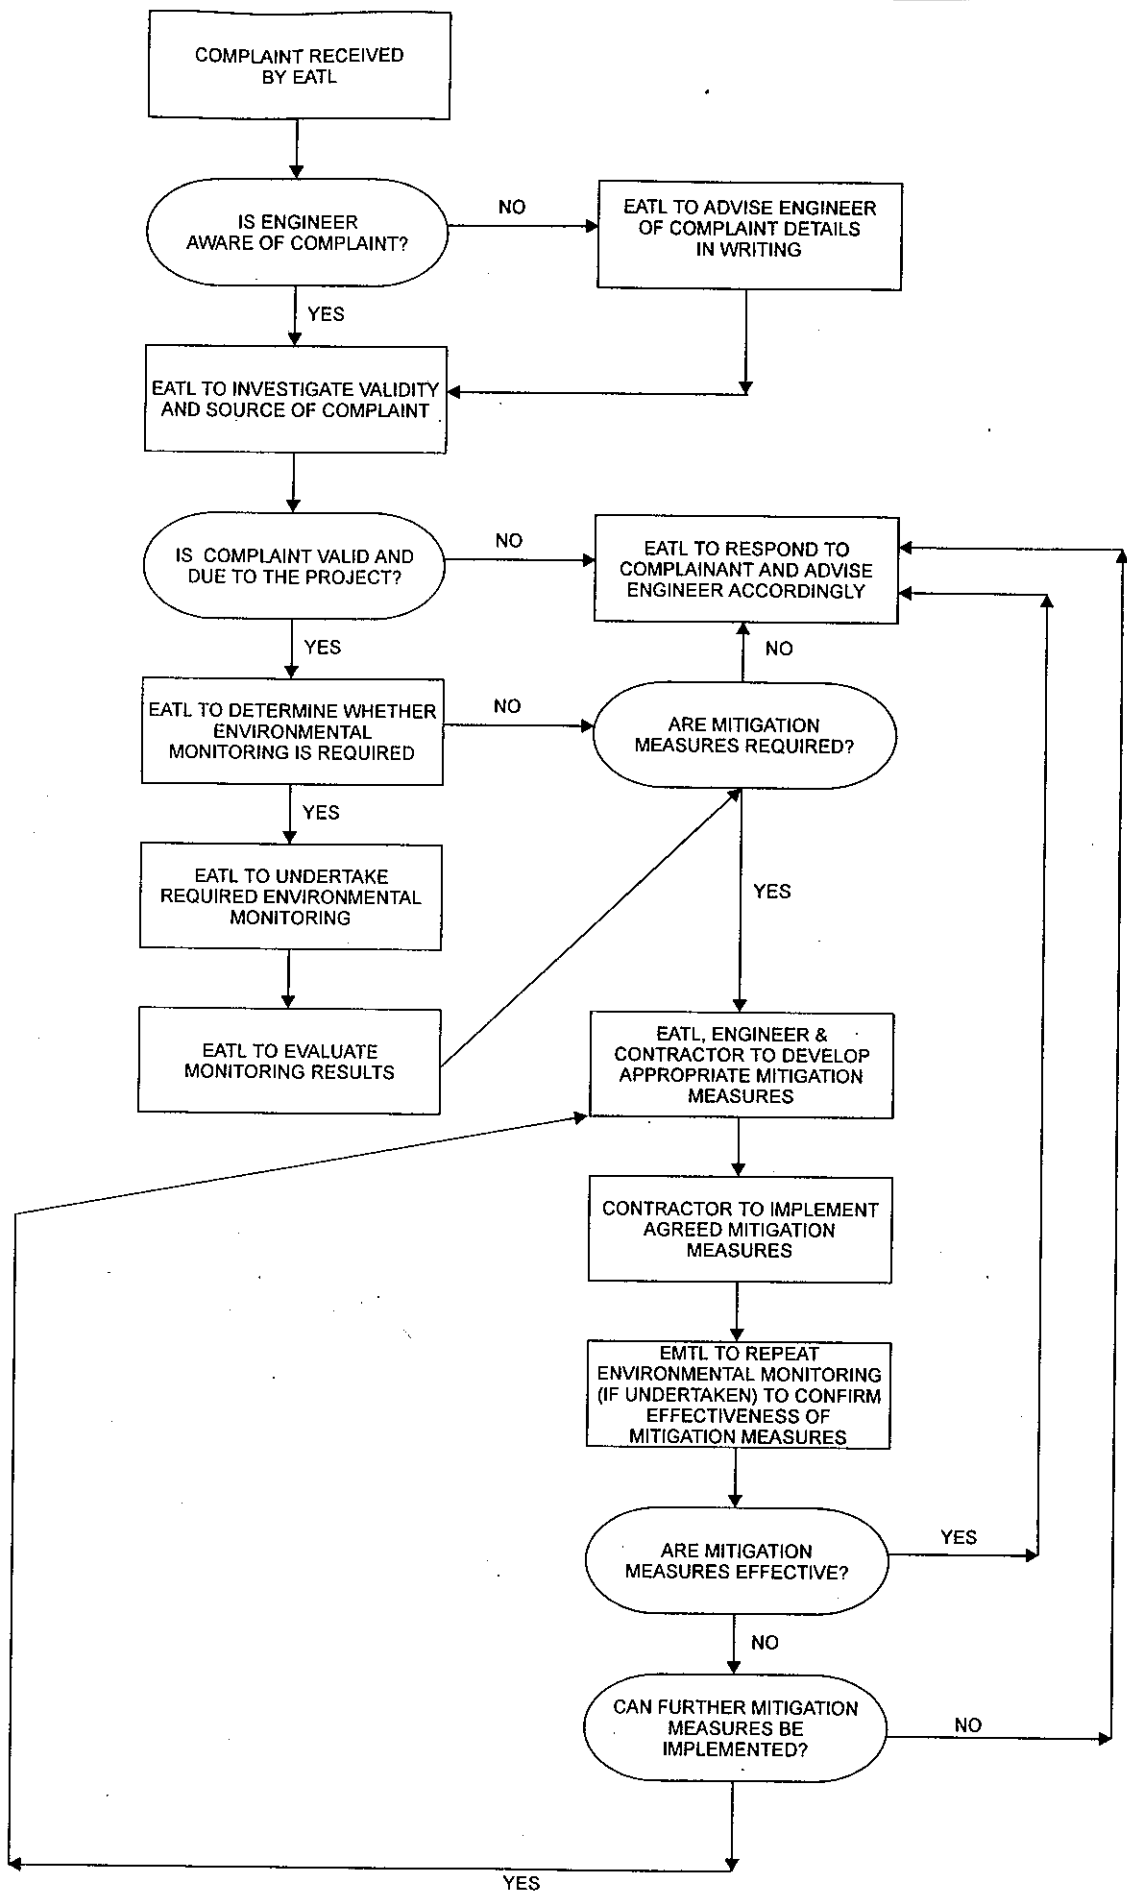 COMPLAINT RECEIVED
BY EATL
IS ENGINEER
AWARE OF COMPLAINT?
NO
EATL TO ADVISE ENGINEER
OF COMPLAINT DETAILS
IN WRITING
YES
EATL TO INVESTIGATE VALIDITY
AND SOURCE OF COMPLAINT
IS COMPLAINT VALID AND
DUE TO THE PROJECT?
NO
EATL TO RESPOND TO
COMPLAINANT AND ADVISE
ENGINEER ACCORDINGLY
YES
NO
EATL TO DETERMINE WHETHER
ENVIRONMENTAL
MONITORING IS REQUIRED
NO
ARE MITIGATION
MEASURES REQUIRED?
YES
EATL TO UNDERTAKE
REQUIRED ENVIRONMENTAL
MONITORING
YES
EATL TO EVALUATE
MONITORING RESULTS
EATL, ENGINEER &
CONTRACTOR TO DEVELOP
APPROPRIATE MITIGATION
MEASURES
CONTRACTOR TO IMPLEMENT
AGREED MITIGATION
MEASURES
EMTL TO REPEAT
ENVIRONMENTAL MONITORING
(IF UNDERTAKEN) TO CONFIRM
EFFECTIVENESS OF
MITIGATION MEASURES
ARE MITIGATION
MEASURES EFFECTIVE?
YES
NO
CAN FURTHER MITIGATION
MEASURES BE
IMPLEMENTED?
NO
YES